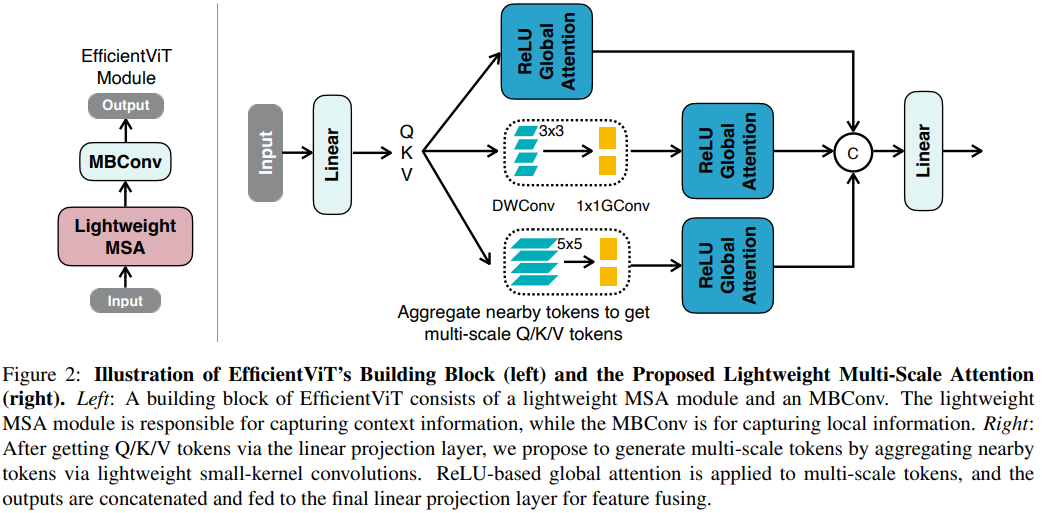 EfficientViT
Module
Output
MBConv
Lightweight
MSA
Input
Input
Linear
Q
K
V
ReLU
Global
Attention
3x3
DWConv
1x1GConv
ReLU
Global
Attention
5x5
ReLU
Global
Attention
Aggregate nearby tokens to get
multi-scale Q/K/V tokens
C
Linear
Figure 2: Illustration of EfficientViT's Building Block (left) and the Proposed Lightweight Multi-Scale Attention
(right). Left: A building block of EfficientViT consists of a lightweight MSA module and an MBConv. The lightweight
MSA module is responsible for capturing context information, while the MBConv is for capturing local information. Right:
After getting Q/K/V tokens via the linear projection layer, we propose to generate multi-scale tokens by aggregating nearby
tokens via lightweight small-kernel convolutions. ReLU-based global attention is applied to multi-scale tokens, and the
outputs are concatenated and fed to the final linear projection layer for feature fusing.